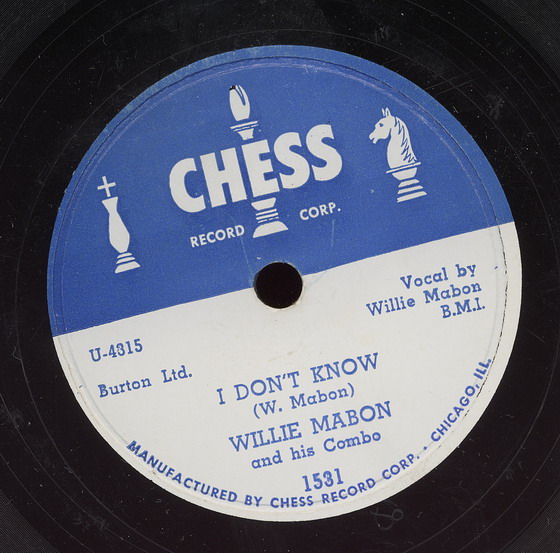 CHESS
RECORD CORP.
Vocal by
Willie Mabon
B.M.I.
U-4315
Burton Ltd.
I DON'T KNOW
(W. Mabon)
WILLIE MABON
and his Combo
1531
MANUFACTURED BY CHESS RECORD CORP. • CHICAGO, ILL.